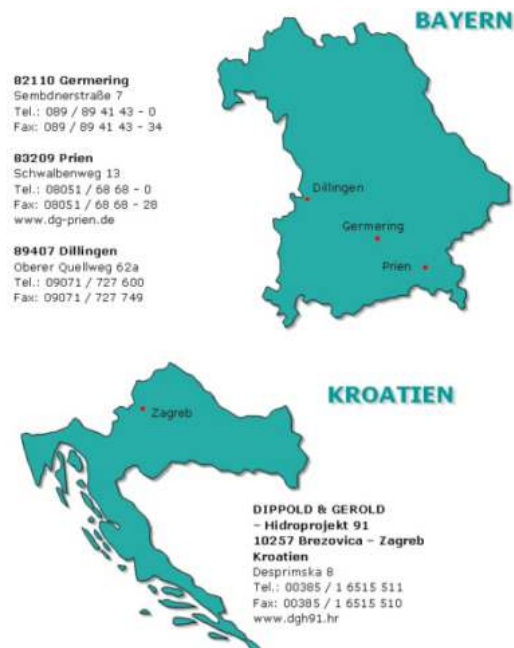 BAYERN
82110 Germering
Sembdnerstraße 7
Tel.: 089 / 89 41 43 - 0
Fax: 089 / 89 41 43 - 34
83209 Prien
Schwalbenweg 13
Tel.: 08051 / 68 68 - 0
Fax: 08051 / 68 68 - 28
www.dg-prien.de
89407 Dillingen
Oberer Quellweg 62a
Tel.: 09071 / 727 600
Fax: 09071 / 727 749
Dillingen
Germering
Prien
KROATIEN
Zagreb
DIPPOLD & GEROLD
- Hidroprojekt 91
10257 Brezovica - Zagreb
Kroatien
Desprimska 8
Tel.: 00385 / 1 6515 511
Fax: 00385 / 1 6515 510
www.dgh91.hr